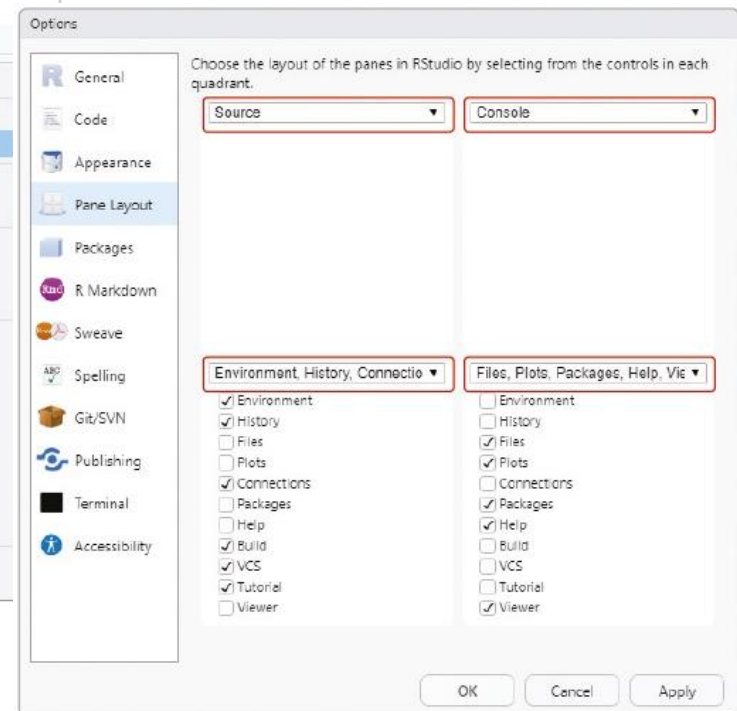 Options
Choose the layout of the panes in RStudio by selecting from the controls in each
quadrant.
General
Code
Appearance
Pane Layout
Packages
R Markdown
Sweave
Spelling
Git/SVN
Publishing
Terminal
Accessibility
Source
Console
Environment, History, Connectio
Environment
History
Files
Plots
Connections
Packages
Help
Build
VCS
Tutorial
Viewer
Files, Plots, Packages, Help, Vie
Environment
History
Files
Plots
Connections
Packages
Help
Build
VCS
Tutorial
Viewer
OK
Cancel
Apply